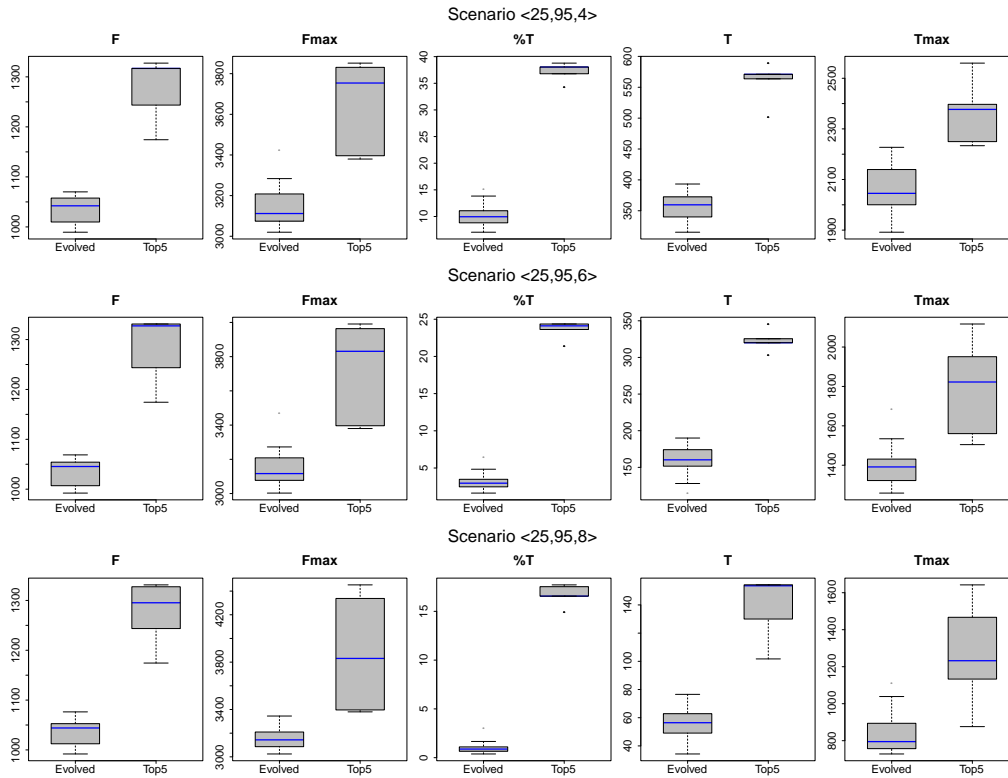 Scenario <25,95,4>
F Fmax %T T Tmax
1000 1100 1200 1300
3000 3200 3400 3600 3800
10 15 20 25 30 35 40
350 400 450 500 550 600
1900 2100 2300 2500
Evolved Top5 Evolved Top5 Evolved Top5 Evolved Top5 Evolved Top5
Scenario <25,95,6>
F Fmax %T T Tmax
1000 1100 1200 1300
3000 3400 3800
5 10 15 20 25
150 200 250 300 350
1400 1600 1800 2000
Evolved Top5 Evolved Top5 Evolved Top5 Evolved Top5 Evolved Top5
Scenario <25,95,8>
F Fmax %T T Tmax
1000 1100 1200 1300
3000 3400 3800 4200
0 5 10 15
40 60 80 100 140
800 1000 1200 1400 1600
Evolved Top5 Evolved Top5 Evolved Top5 Evolved Top5 Evolved Top5